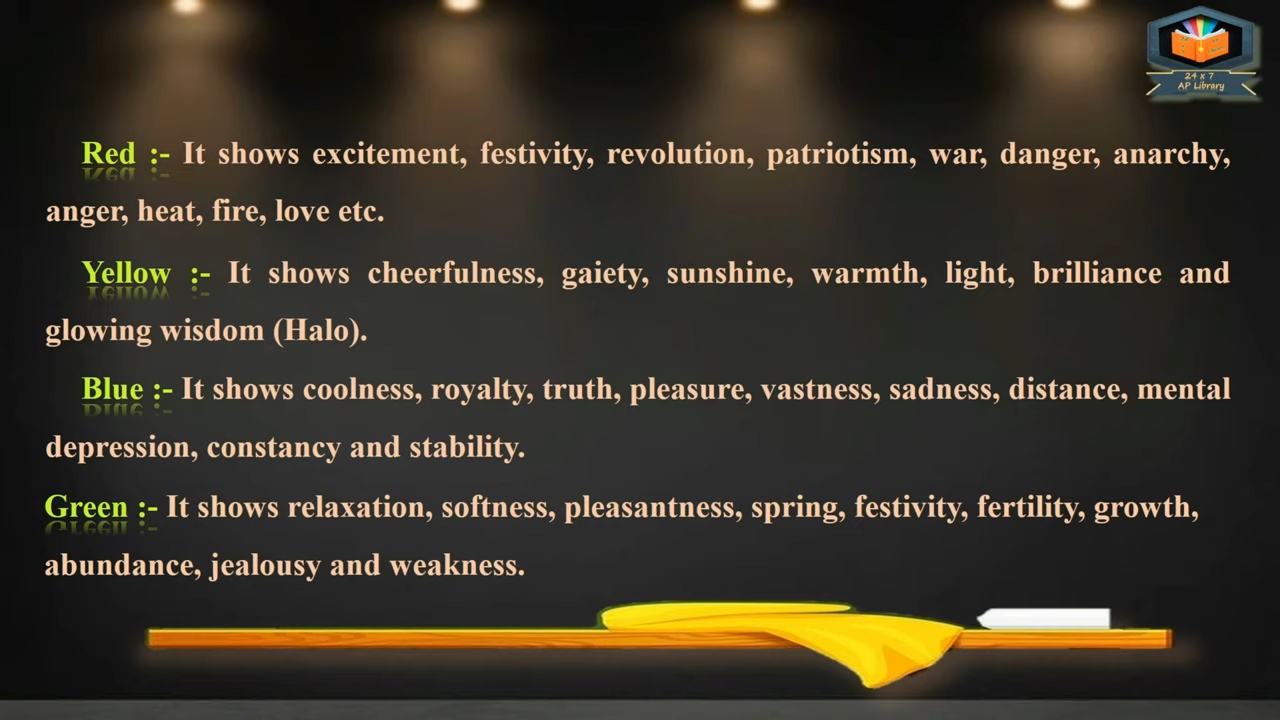 24 x 7
AP Library
Red :- It shows excitement, festivity, revolution, patriotism, war, danger, anarchy,
anger, heat, fire, love etc.
Yellow :- It shows cheerfulness, gaiety, sunshine, warmth, light, brilliance and
glowing wisdom (Halo).
Blue :- It shows coolness, royalty, truth, pleasure, vastness, sadness, distance, mental
depression, constancy and stability.
Green :- It shows relaxation, softness, pleasantness, spring, festivity, fertility, growth,
abundance, jealousy and weakness.